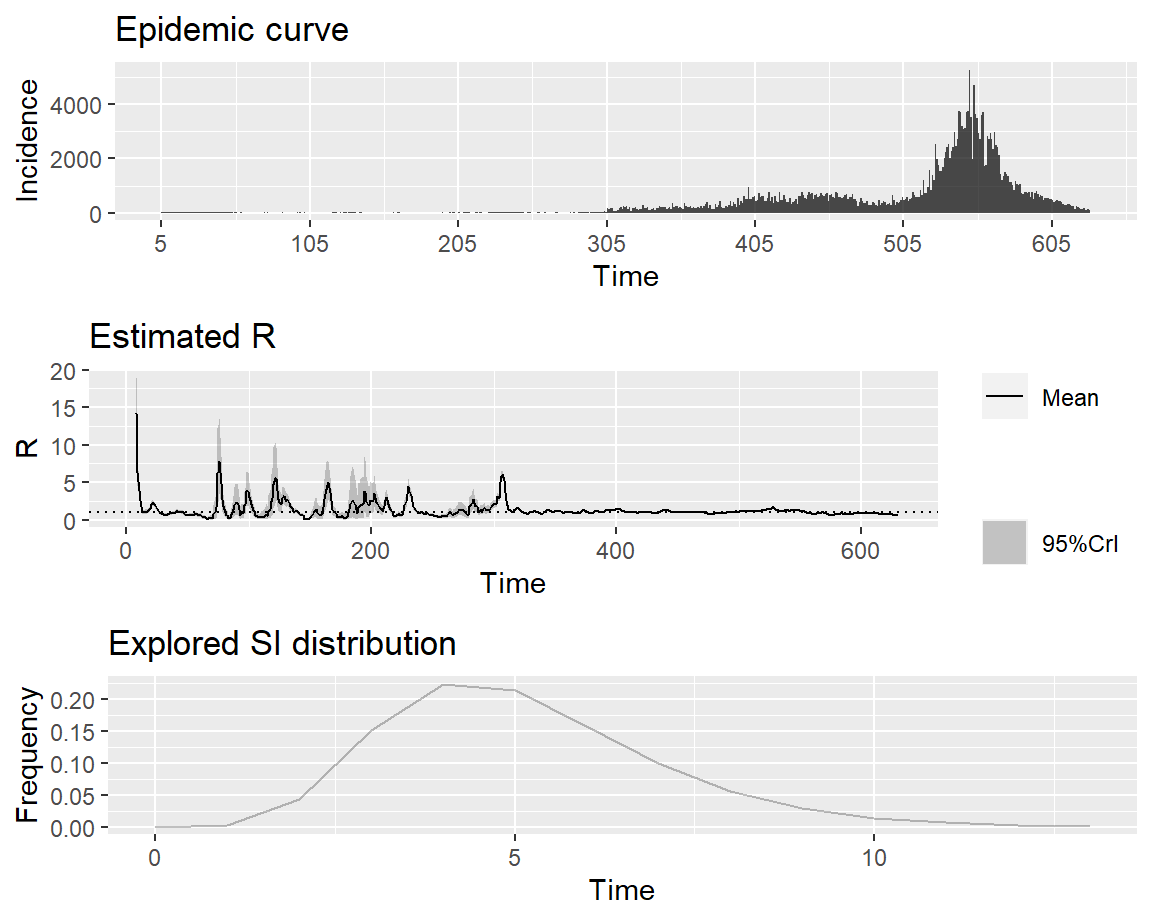 Epidemic curve
4000
2000
0
Incidence
5 105 205 305 405 505 605
Time
Estimated R
20
15
10
5
0
R
0 200 400 600
Time
Mean
95%CrI
Explored SI distribution
0.20
0.15
0.10
0.05
0.00
Frequency
0 5 10
Time